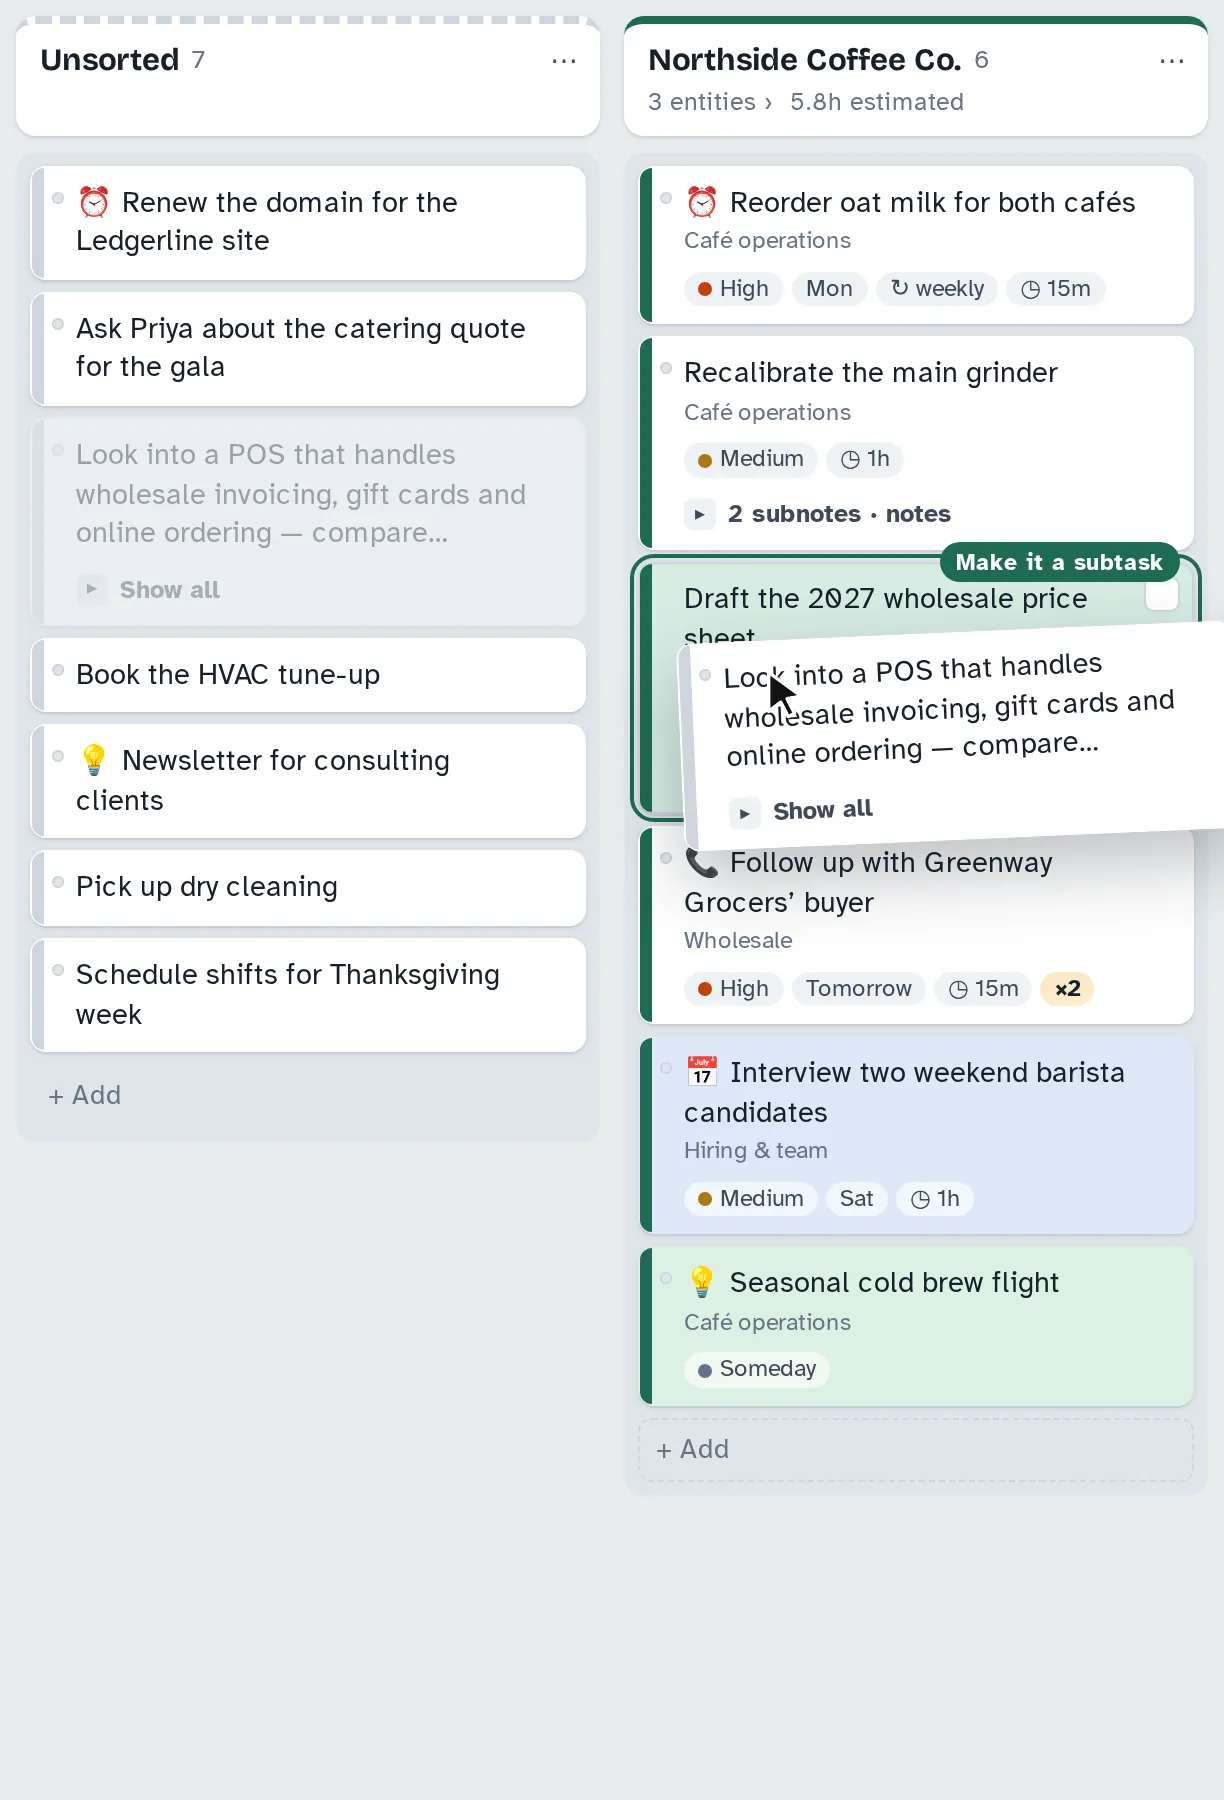 Unsorted 7 ...
⏰ Renew the domain for the
Ledgerline site
Ask Priya about the catering quote
for the gala
Look into a POS that handles
wholesale invoicing, gift cards and
online ordering — compare...
▸ Show all
Book the HVAC tune-up
💡 Newsletter for consulting
clients
Pick up dry cleaning
Schedule shifts for Thanksgiving
week
+ Add
Northside Coffee Co. 6 ...
3 entities › 5.8h estimated
⏰ Reorder oat milk for both cafés
Café operations
High Mon ↻ weekly ◷ 15m
Recalibrate the main grinder
Café operations
Medium ◷ 1h
▸ 2 subnotes · notes
Make it a subtask
Draft the 2027 wholesale price
sheet
Look into a POS that handles
wholesale invoicing, gift cards and
online ordering — compare...
▸ Show all
📞 Follow up with Greenway
Grocers’ buyer
Wholesale
High Tomorrow ◷ 15m ×2
📅 Interview two weekend barista
candidates
Hiring & team
Medium Sat ◷ 1h
💡 Seasonal cold brew flight
Café operations
Someday
+ Add